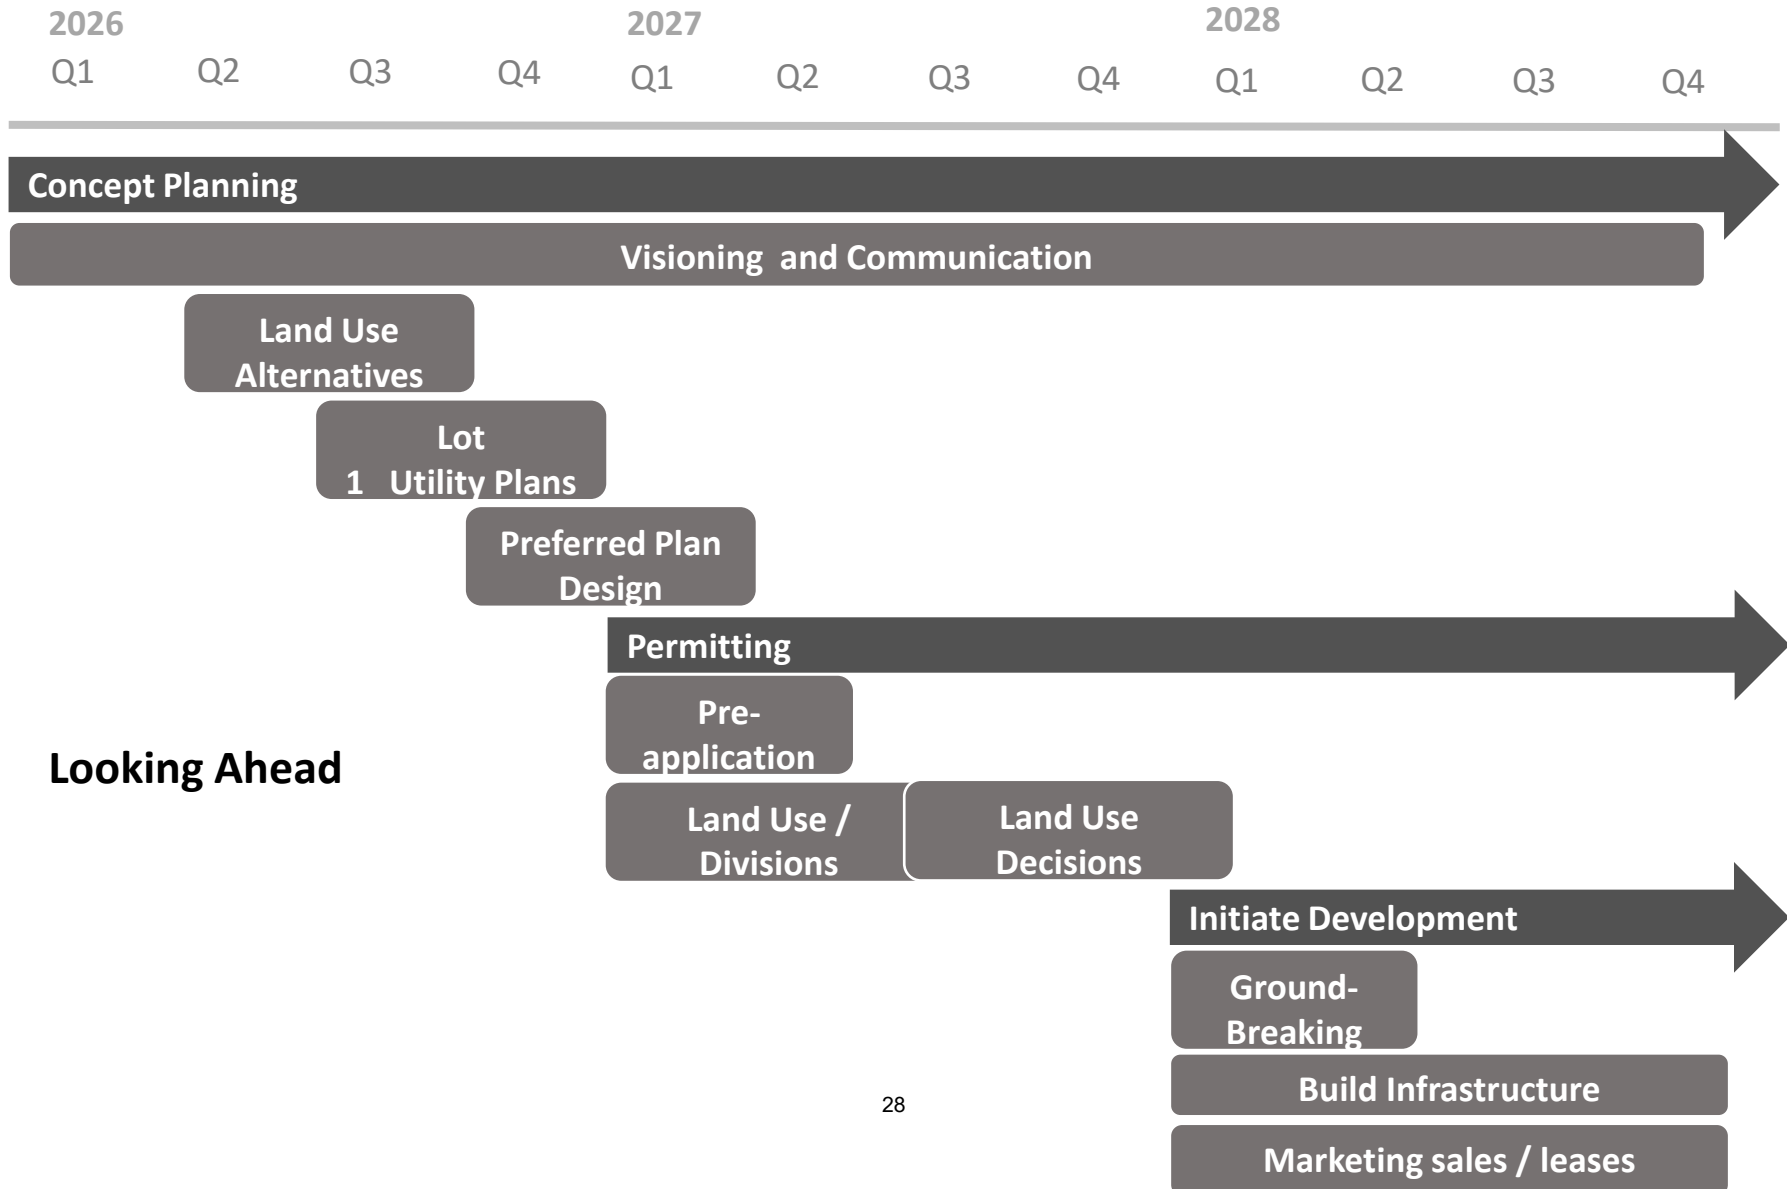 2026 2027 2028
Q1 Q2 Q3 Q4 Q1 Q2 Q3 Q4 Q1 Q2 Q3 Q4
Concept Planning
Visioning and Communication
Land Use
Alternatives
Lot
1 Utility Plans
Preferred Plan
Design
Permitting
Pre-
application
Looking Ahead
Land Use /
Divisions
Land Use
Decisions
Initiate Development
Ground-
Breaking
Build Infrastructure
28
Marketing sales / leases